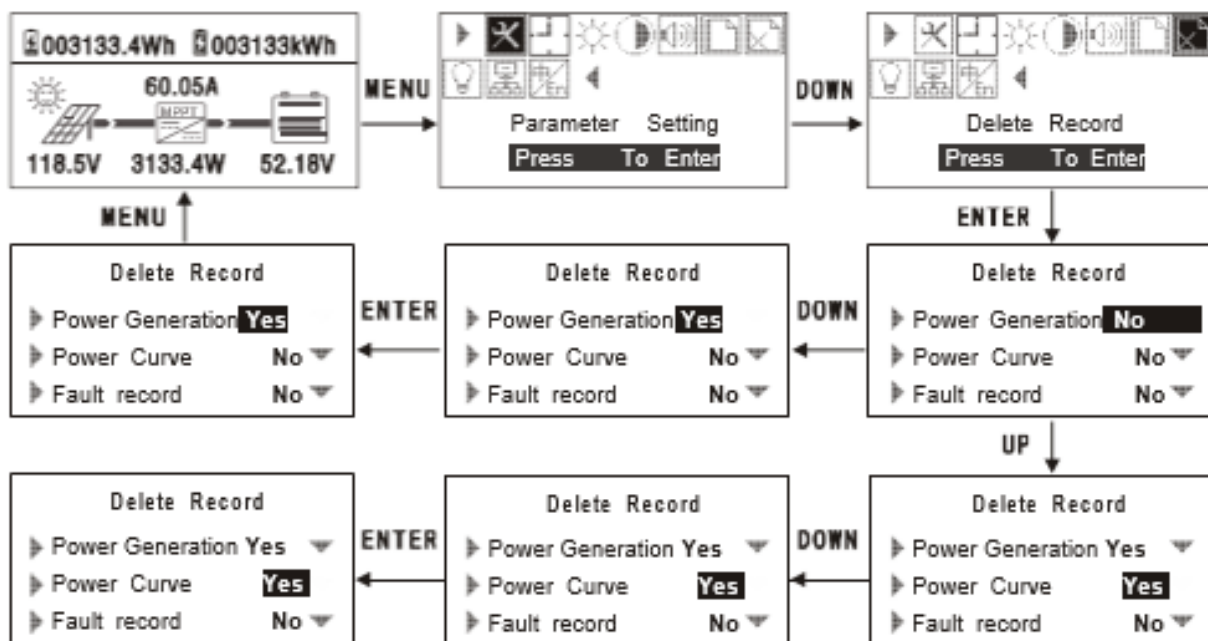 003133.4Wh 003133kWh
60.05A
MPPT
118.5V 3133.4W 52.18V
MENU
中/En
Parameter Setting
Press To Enter
DOWN
中/En
Delete Record
Press To Enter
MENU
ENTER
Delete Record
Power Generation Yes
Power Curve No
Fault record No
ENTER
Delete Record
Power Generation Yes
Power Curve No
Fault record No
DOWN
Delete Record
Power Generation No
Power Curve No
Fault record No
UP
Delete Record
Power Generation Yes
Power Curve Yes
Fault record No
ENTER
Delete Record
Power Generation Yes
Power Curve Yes
Fault record No
DOWN
Delete Record
Power Generation Yes
Power Curve Yes
Fault record No